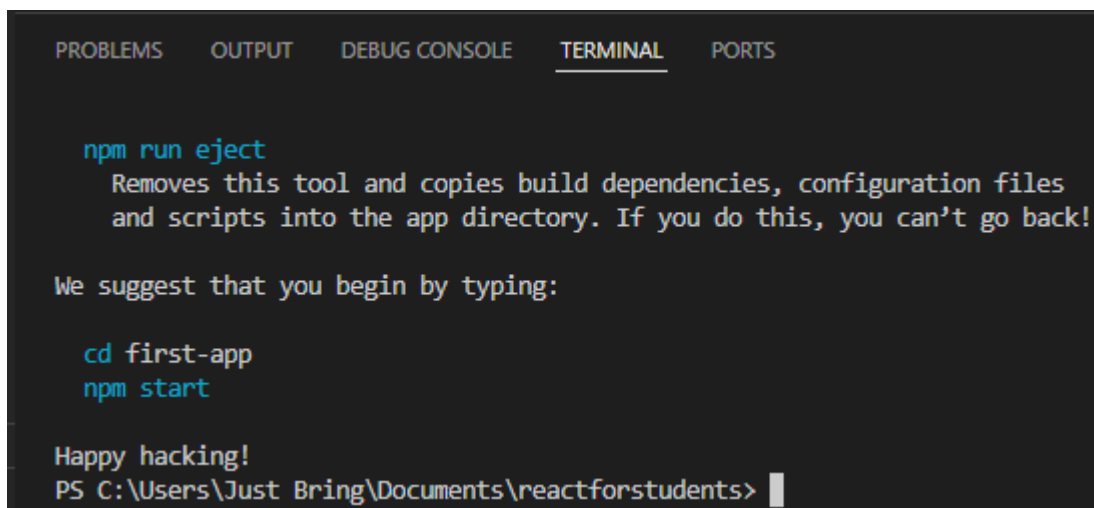 PROBLEMS OUTPUT DEBUG CONSOLE TERMINAL PORTS
npm run eject
Removes this tool and copies build dependencies, configuration files
and scripts into the app directory. If you do this, you can’t go back!
We suggest that you begin by typing:
cd first-app
npm start
Happy hacking!
PS C:\Users\Just Bring\Documents\reactforstudents>